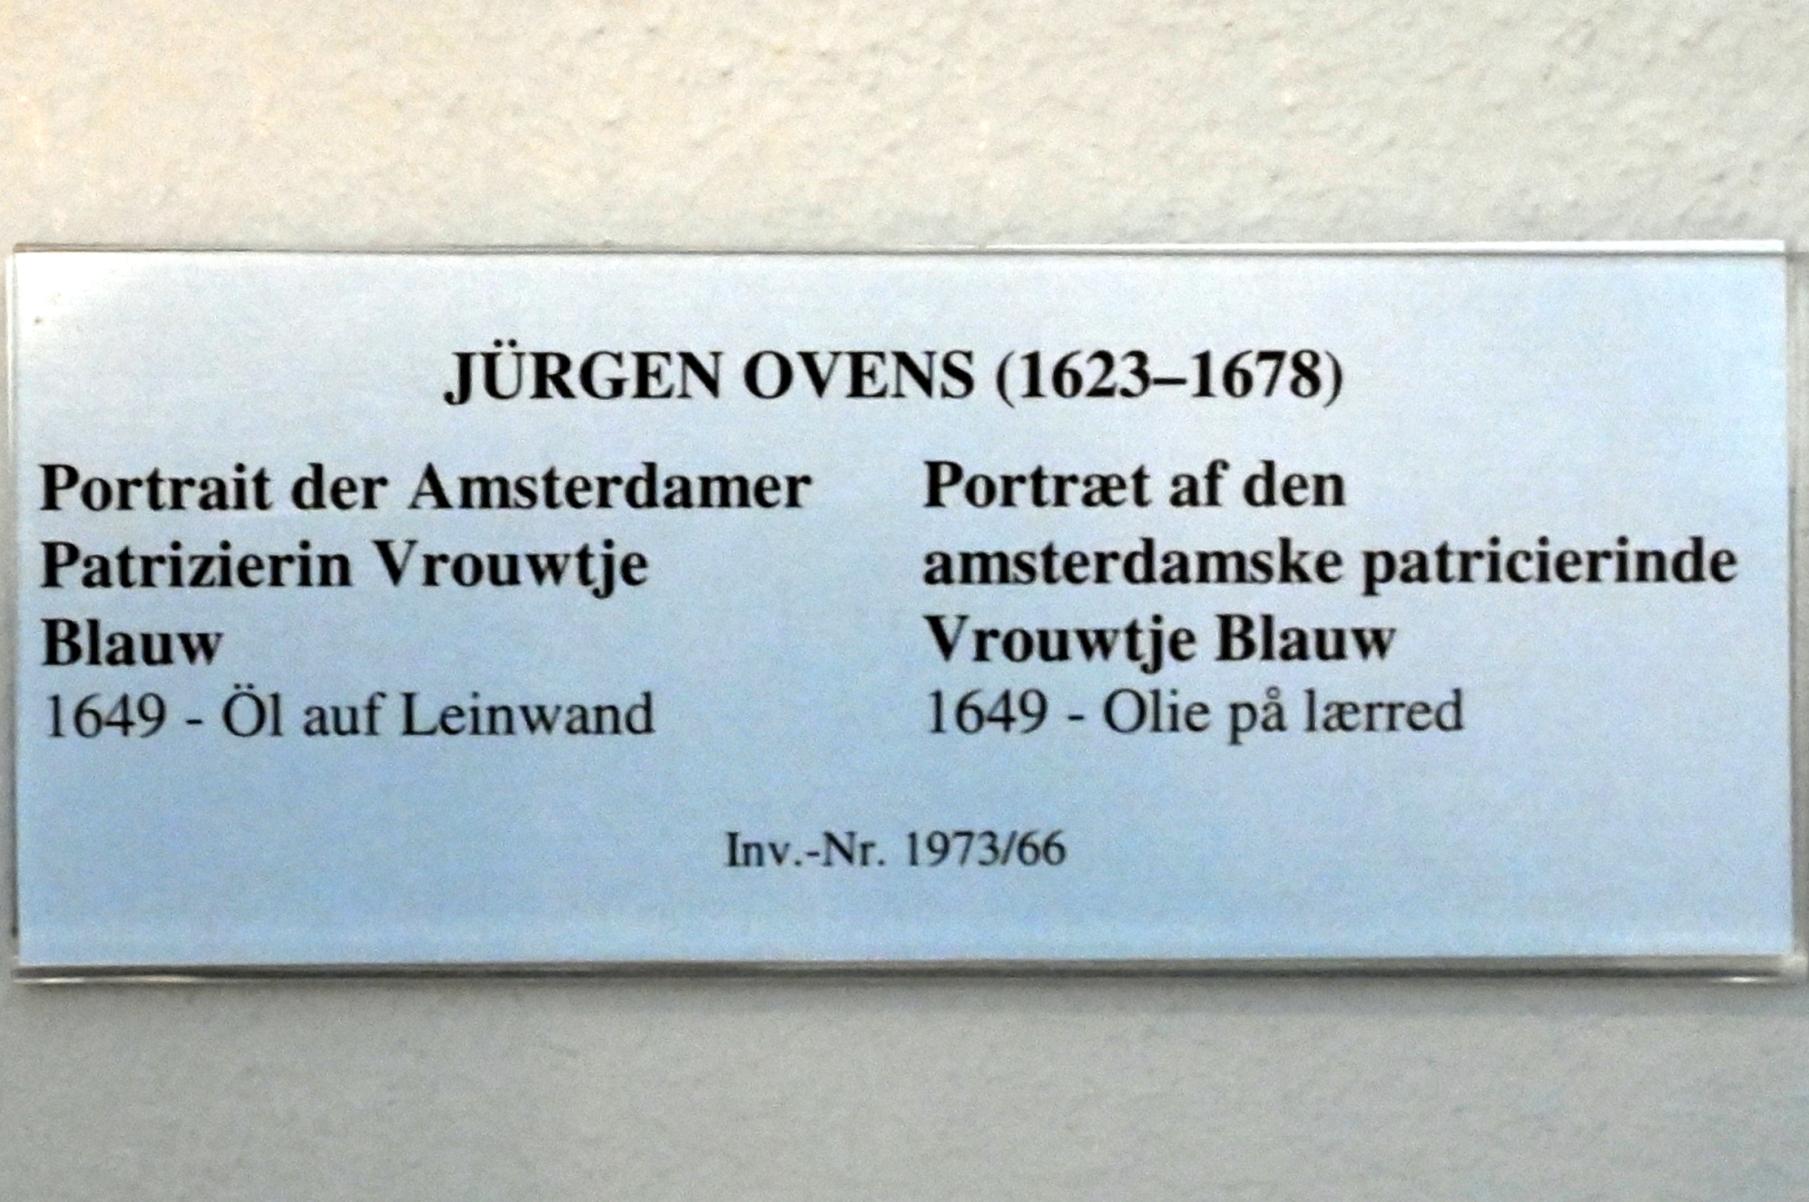 JÜRGEN OVENS (1623–1678)
Portrait der Amsterdamer
Patrizierin Vrouwtje
Blauw
1649 - Öl auf Leinwand
Portræt af den
amsterdamske patricierinde
Vrouwtje Blauw
1649 - Olie på lærred
Inv.-Nr. 1973/66